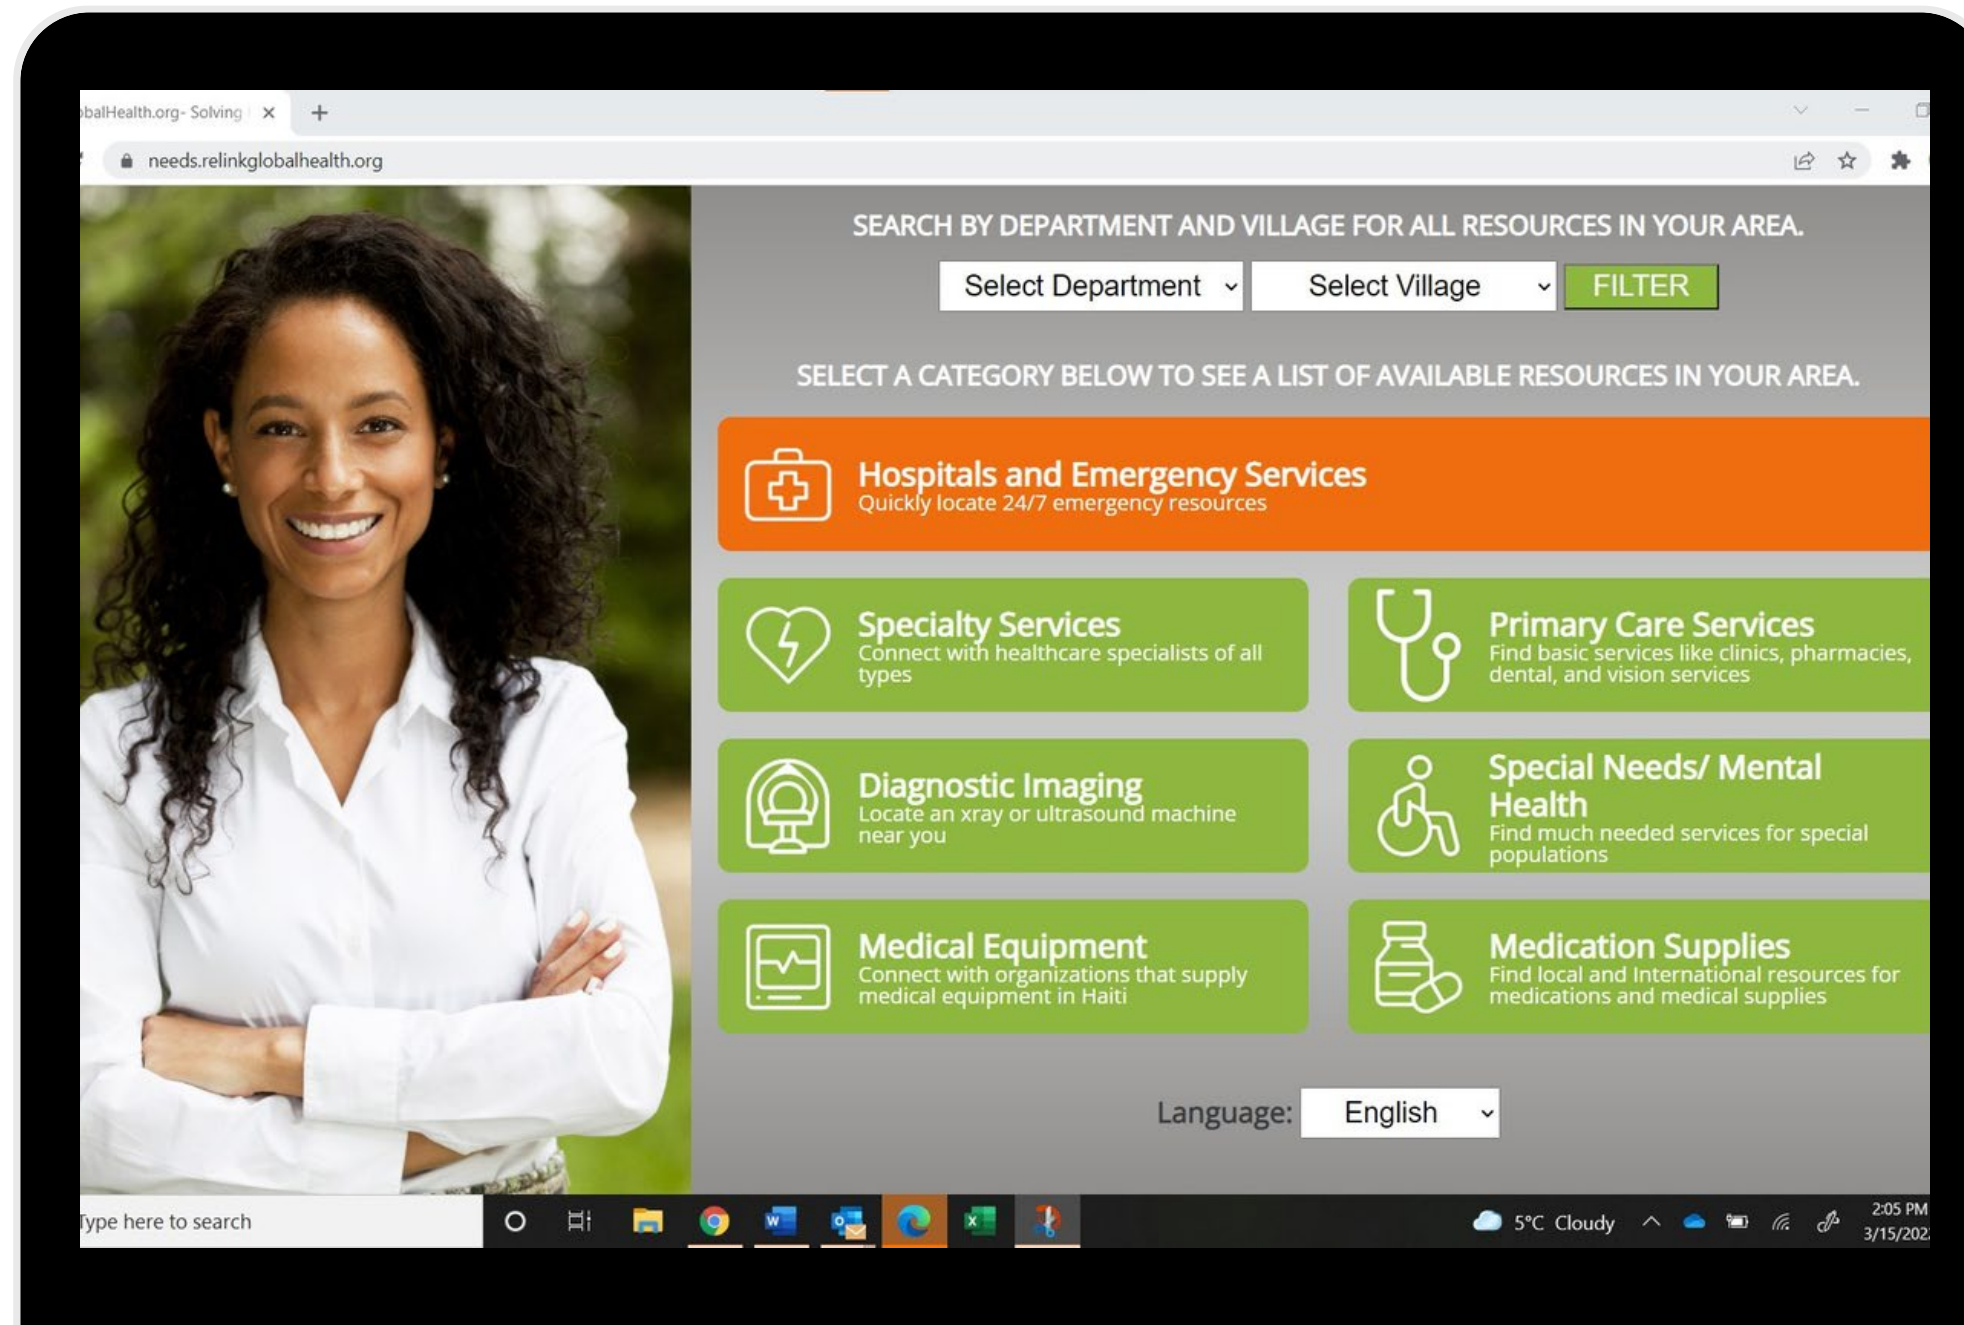 balHealth.org- Solving
needs.relinkglobalhealth.org
SEARCH BY DEPARTMENT AND VILLAGE FOR ALL RESOURCES IN YOUR AREA.
Select Department
Select Village
FILTER
SELECT A CATEGORY BELOW TO SEE A LIST OF AVAILABLE RESOURCES IN YOUR AREA.
Hospitals and Emergency Services
Quickly locate 24/7 emergency resources
Specialty Services
Connect with healthcare specialists of all
types
Primary Care Services
Find basic services like clinics, pharmacies,
dental, and vision services
Diagnostic Imaging
Locate an xray or ultrasound machine
near you
Special Needs/ Mental
Health
Find much needed services for special
populations
Medical Equipment
Connect with organizations that supply
medical equipment in Haiti
Medication Supplies
Find local and International resources for
medications and medical supplies
Language:
English
Type here to search
5°C Cloudy
2:05 PM
3/15/202